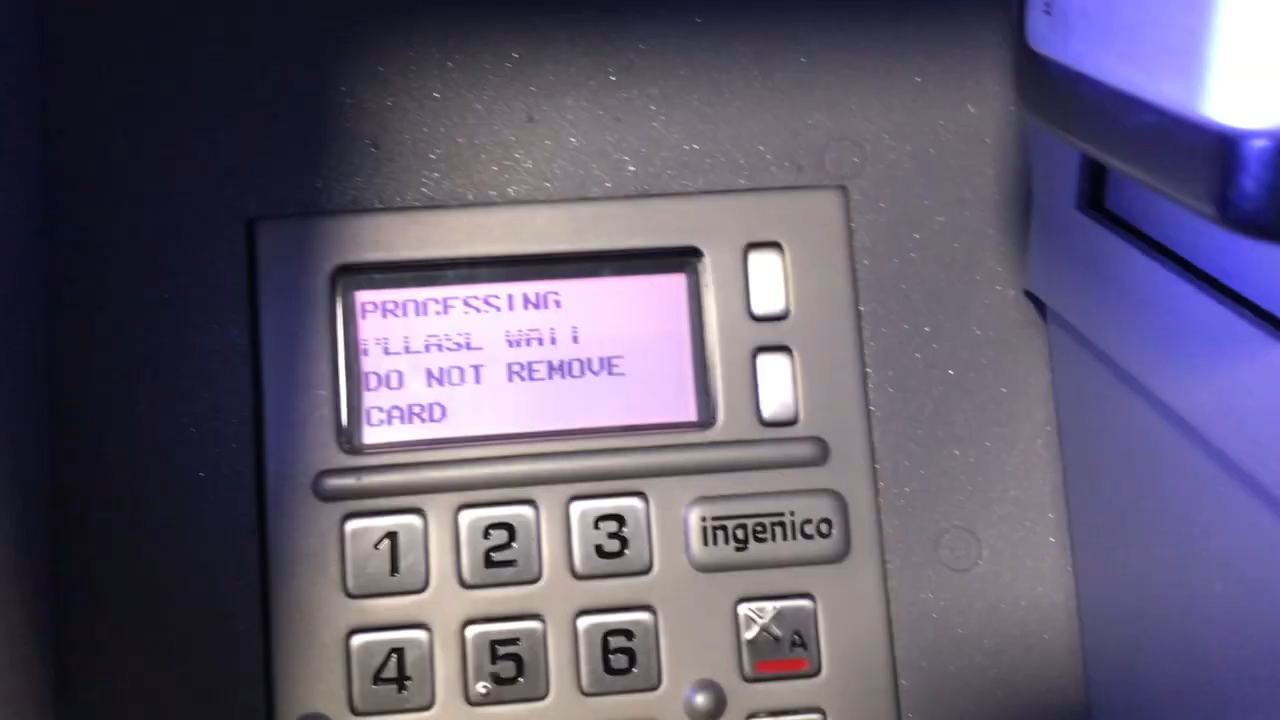 PROCESSING
PLEASE WAIT
DO NOT REMOVE
CARD
1 2 3
ingenico
4 5 6
A